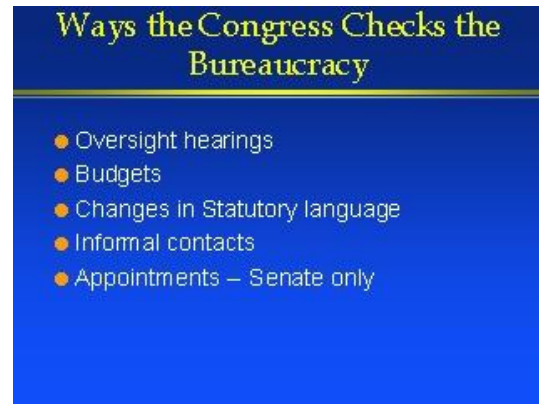 Ways the Congress Checks the
Bureaucracy
Oversight hearings
Budgets
Changes in Statutory language
Informal contacts
Appointments – Senate only